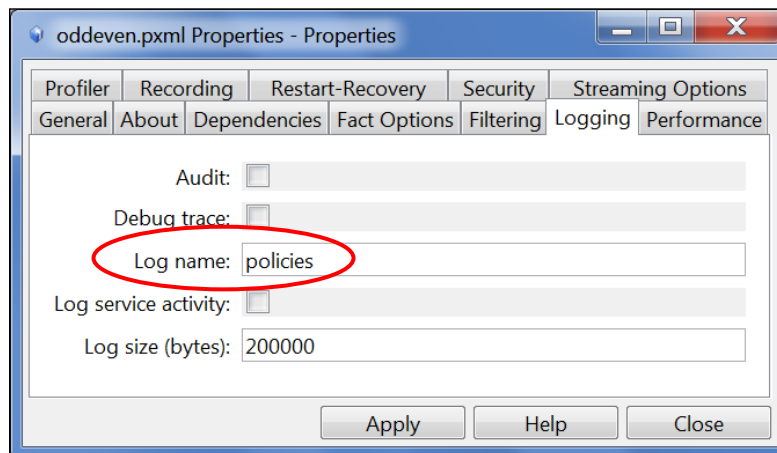 oddeven.pxml Properties - Properties
Profiler Recording Restart-Recovery Security Streaming Options
General About Dependencies Fact Options Filtering Logging Performance
Audit:
Debug trace:
Log name: policies
Log service activity:
Log size (bytes): 200000
Apply Help Close